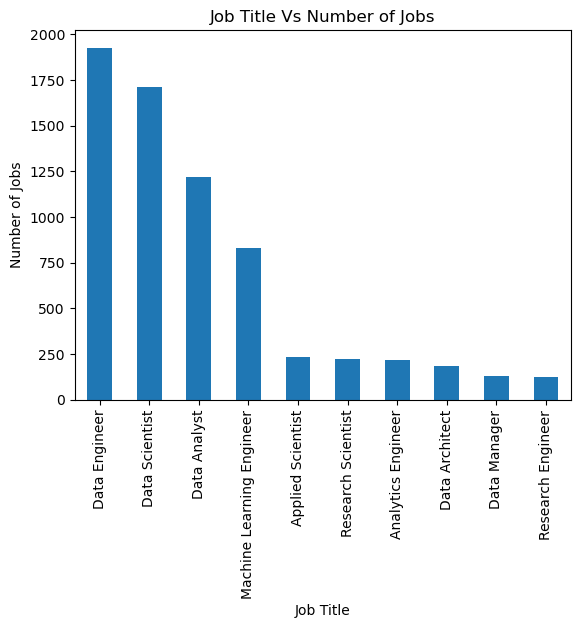 Job Title Vs Number of Jobs
Number of Jobs
2000
1750
1500
1250
1000
750
500
250
0
Data Engineer
Data Scientist
Data Analyst
Machine Learning Engineer
Applied Scientist
Research Scientist
Analytics Engineer
Data Architect
Data Manager
Research Engineer
Job Title